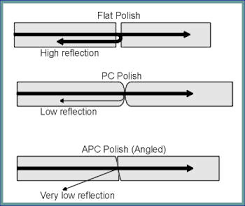 Flat Polish
High reflection
PC Polish
Low reflection
APC Polish (Angled)
Very low reflection